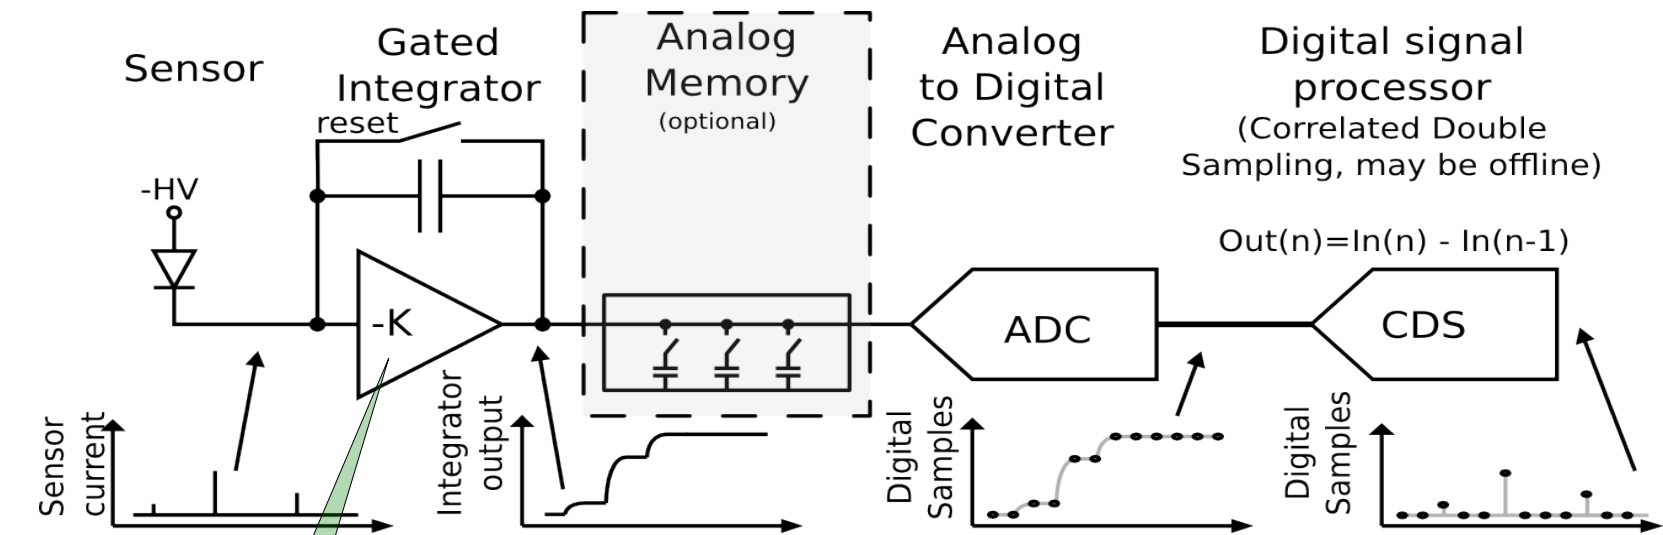 Sensor
Gated
Integrator
reset
Analog
Memory
(optional)
Analog
to Digital
Converter
Digital signal
processor
(Correlated Double
Sampling, may be offline)
-HV
Out(n)=In(n) - In(n-1)
-K
ADC
CDS
Sensor
current
Integrator
output
Digital
Samples
Digital
Samples